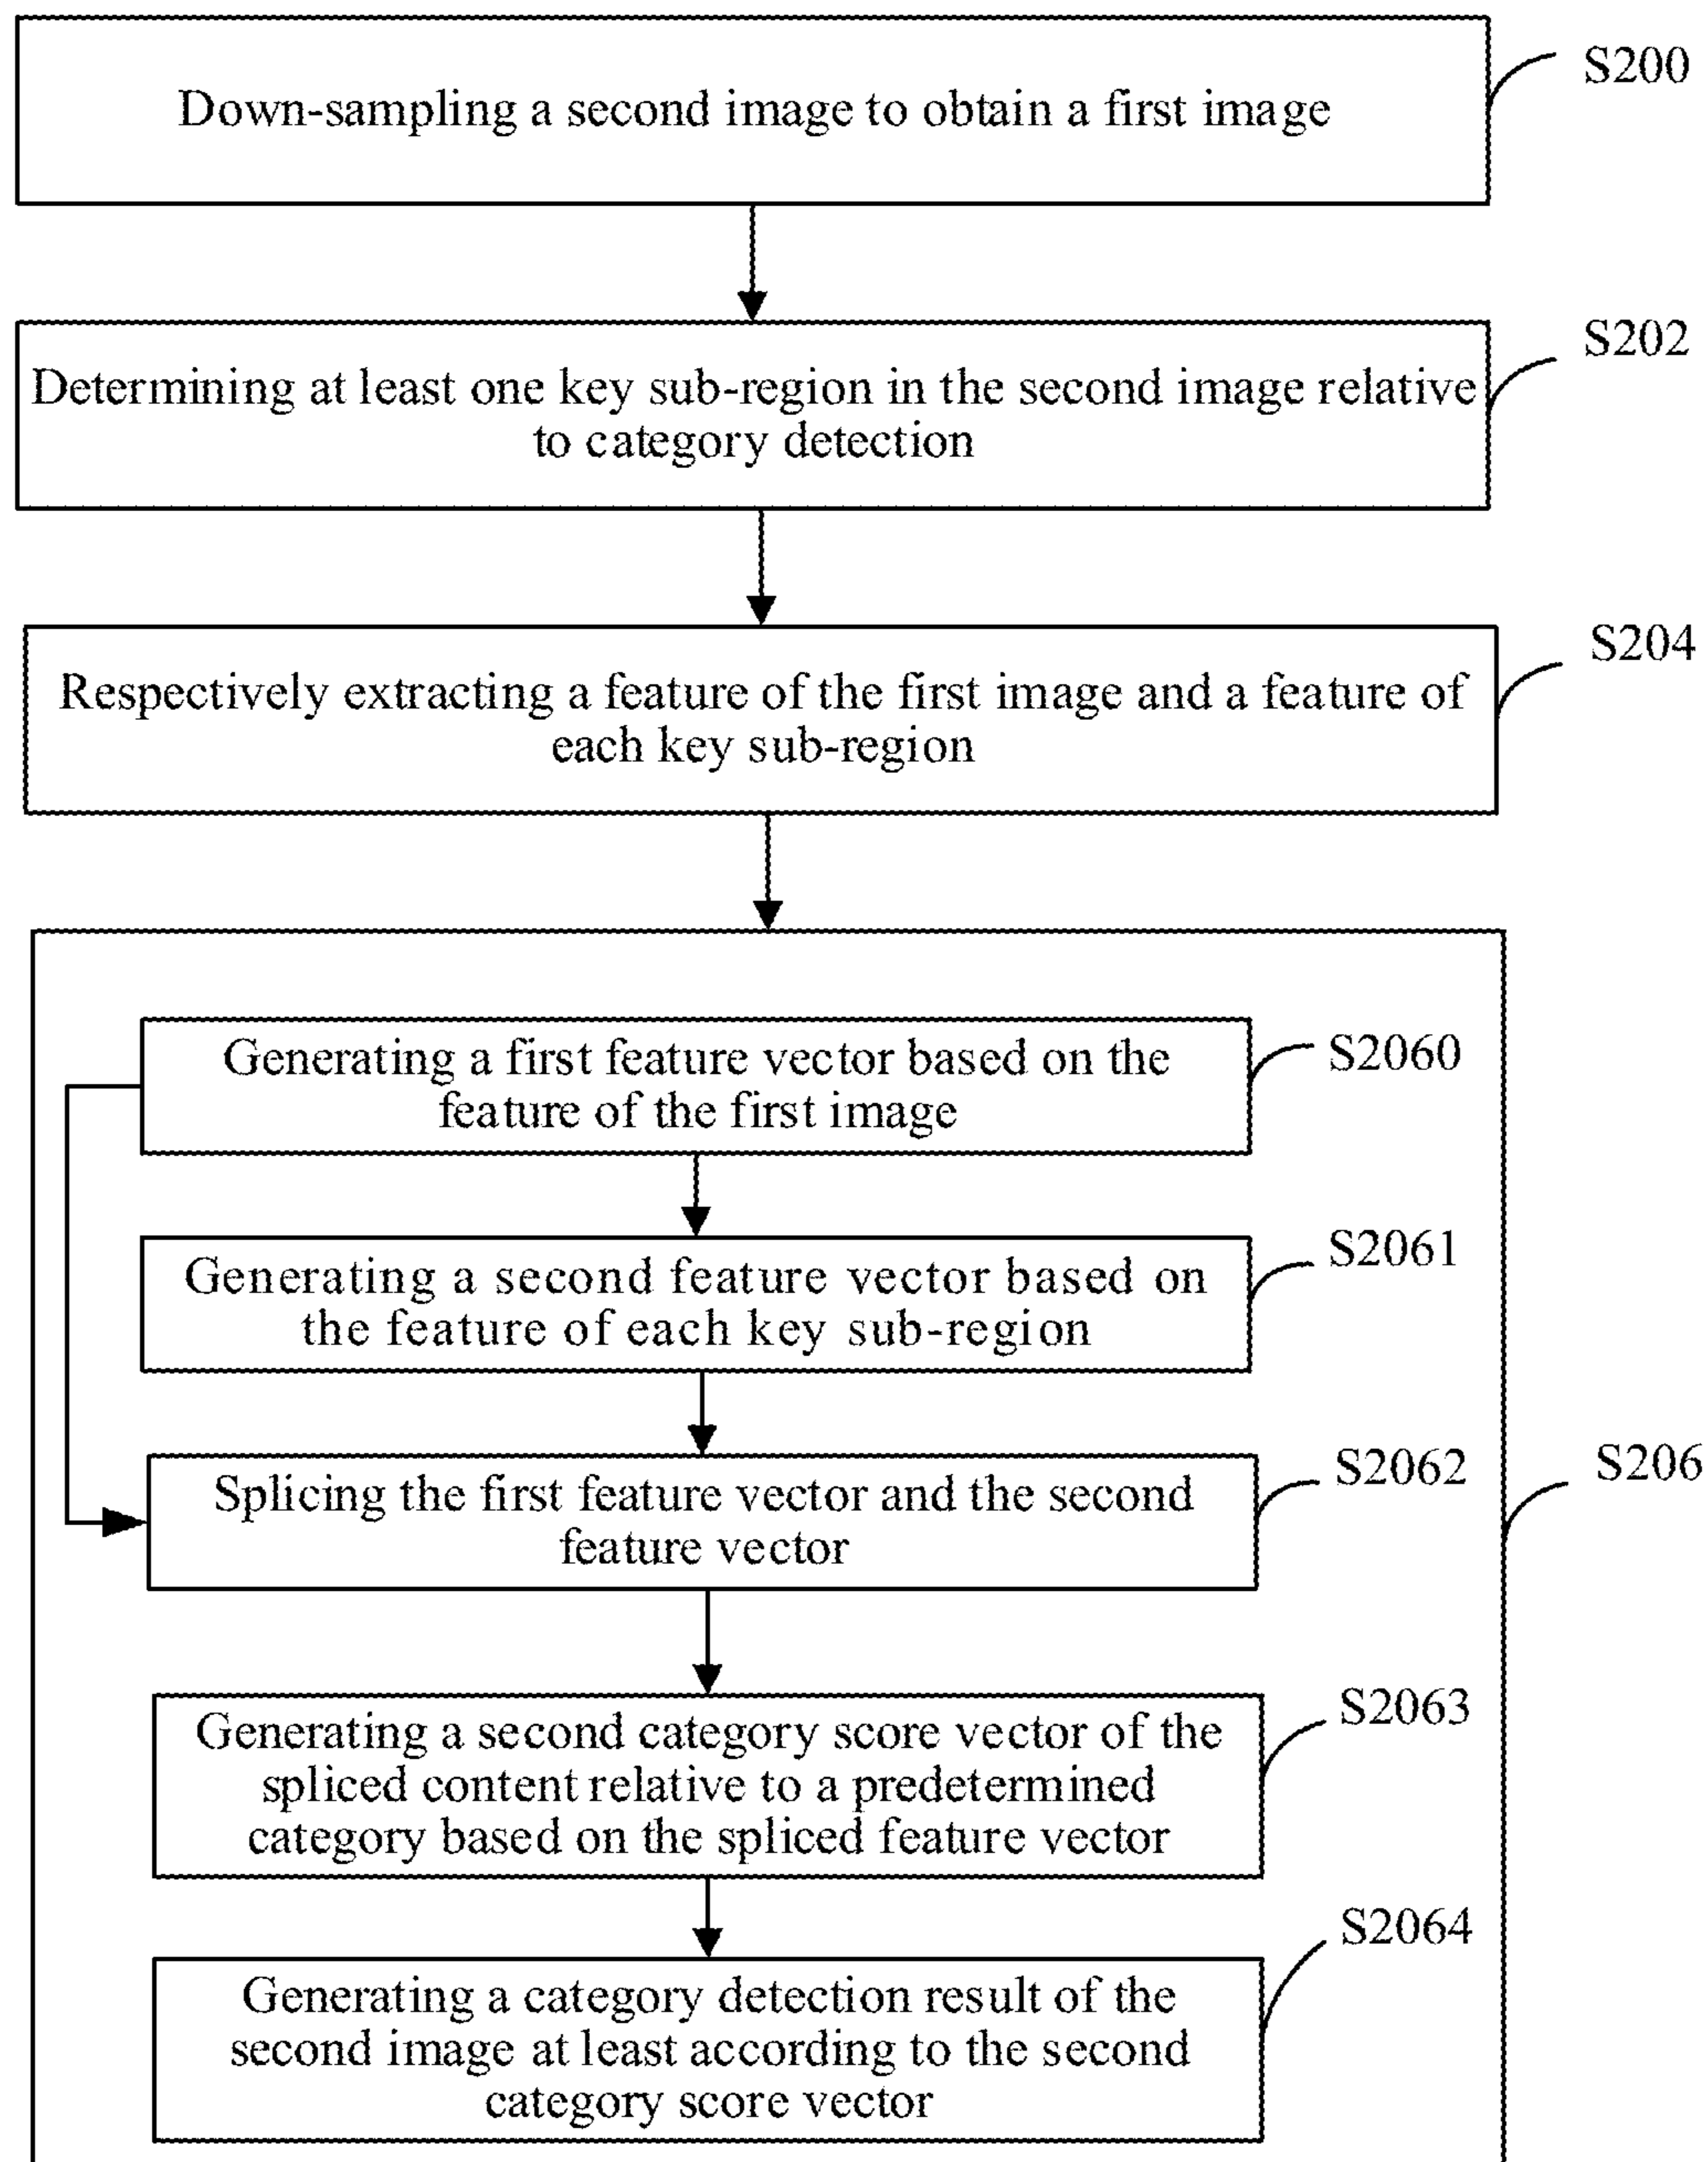 S200
Down-sampling a second image to obtain a first image
S202
Determining at least one key sub-region in the second image relative
to category detection
S204
Respectively extracting a feature of the first image and a feature of
each key sub-region
S2060
Generating a first feature vector based on the
feature of the first image
S2061
Generating a second feature vector based on
the feature of each key sub-region
S2062
S206
Splicing the first feature vector and the second
feature vector
S2063
Generating a second category score vector of the
spliced content relative to a predetermined
category based on the spliced feature vector
S2064
Generating a category detection result of the
second image at least according to the second
category score vector